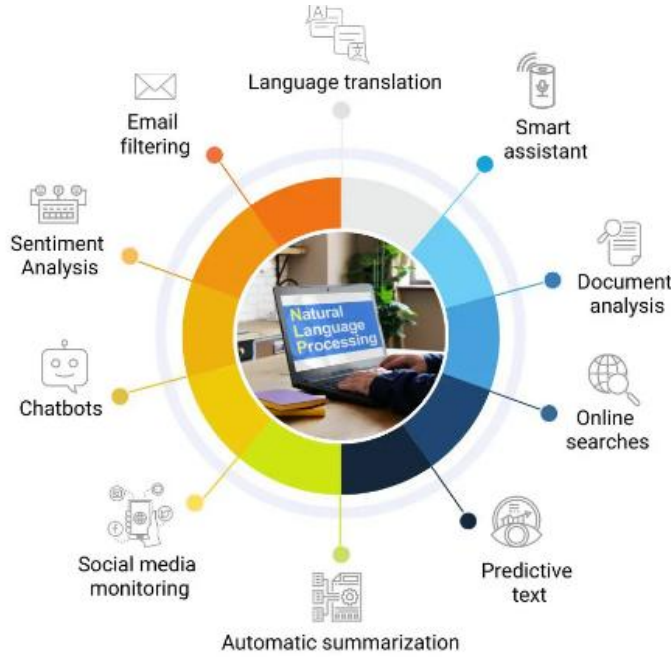 Language translation
Smart
assistant
Document
analysis
Online
searches
Predictive
text
Automatic summarization
Social media
monitoring
Chatbots
Sentiment
Analysis
Email
filtering
Natural
Language
Processing